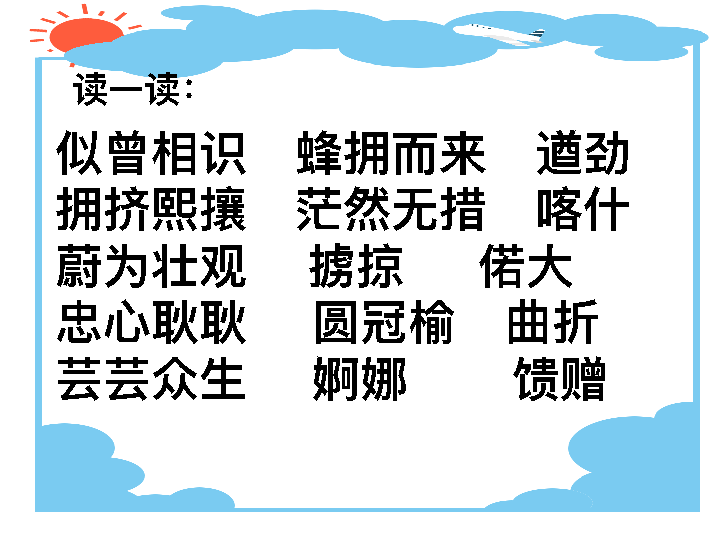 读一读：
似曾相识 蜂拥而来 遒劲
拥挤熙攘 茫然无措 喀什
蔚为壮观 掳掠 偌大
忠心耿耿 圆冠榆 曲折
芸芸众生 婀娜 馈赠